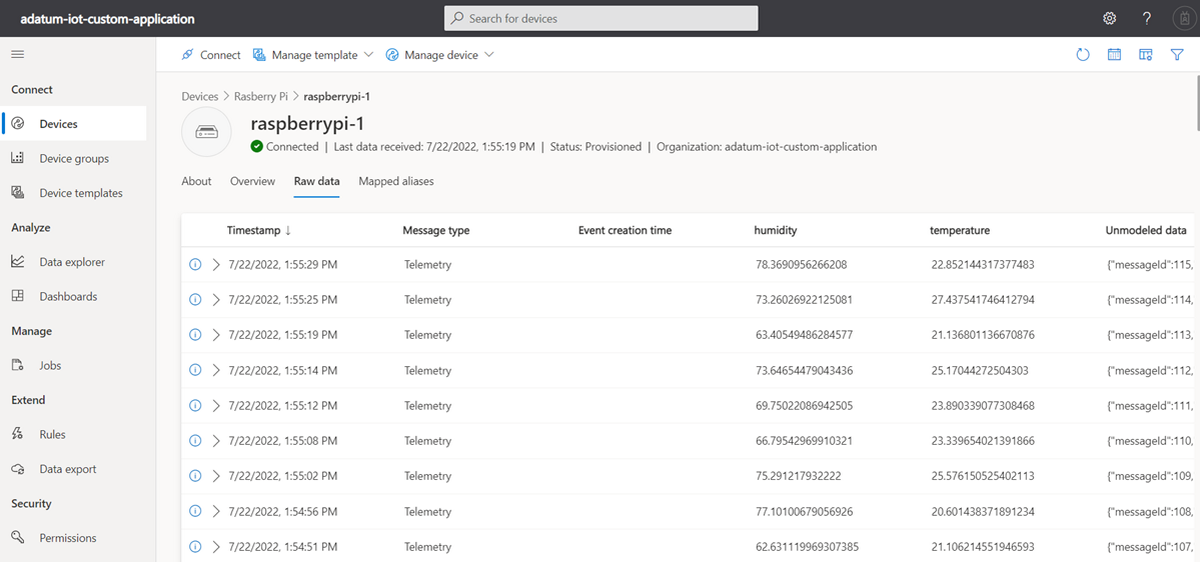 adatum-iot-custom-application
Search for devices
?
Connect
Devices
Device groups
Device templates
Analyze
Data explorer
Dashboards
Manage
Jobs
Extend
Rules
Data export
Security
Permissions
Connect Manage template Manage device
Devices > Rasberry Pi > raspberrypi-1
raspberrypi-1
Connected | Last data received: 7/22/2022, 1:55:19 PM | Status: Provisioned | Organization: adatum-iot-custom-application
About Overview Raw data Mapped aliases
Timestamp ↓ Message type Event creation time humidity temperature Unmodeled data
7/22/2022, 1:55:29 PM Telemetry 78.3690956266208 22.852144317377483 {"messageId":115,
7/22/2022, 1:55:25 PM Telemetry 73.26026922125081 27.437541746412794 {"messageId":114,
7/22/2022, 1:55:19 PM Telemetry 63.40549486284577 21.136801136670876 {"messageId":113,
7/22/2022, 1:55:14 PM Telemetry 73.64654479043436 25.17044272504303 {"messageId":112,
7/22/2022, 1:55:12 PM Telemetry 69.75022086942505 23.890339077308468 {"messageId":111,
7/22/2022, 1:55:08 PM Telemetry 66.79542969910321 23.339654021391866 {"messageId":110,
7/22/2022, 1:55:02 PM Telemetry 75.291217932222 25.576150525402113 {"messageId":109,
7/22/2022, 1:54:56 PM Telemetry 77.10100679056926 20.601438371891234 {"messageId":108,
7/22/2022, 1:54:51 PM Telemetry 62.631119969307385 21.106214551946593 {"messageId":107,